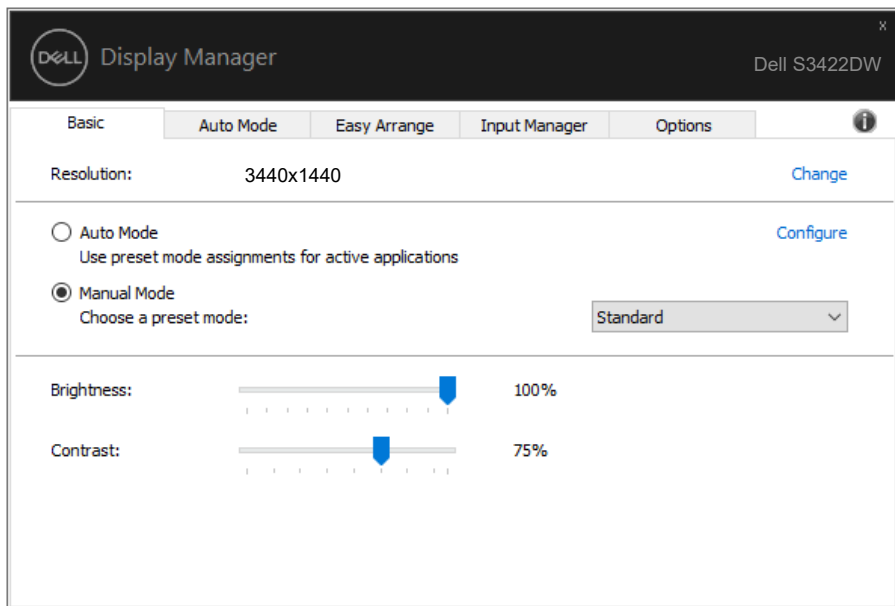 x
DELL Display Manager
Dell S3422DW
Basic Auto Mode Easy Arrange Input Manager Options i
Resolution: 3440x1440 Change
Auto Mode Configure
Use preset mode assignments for active applications
Manual Mode
Choose a preset mode: Standard
Brightness: 100%
Contrast: 75%